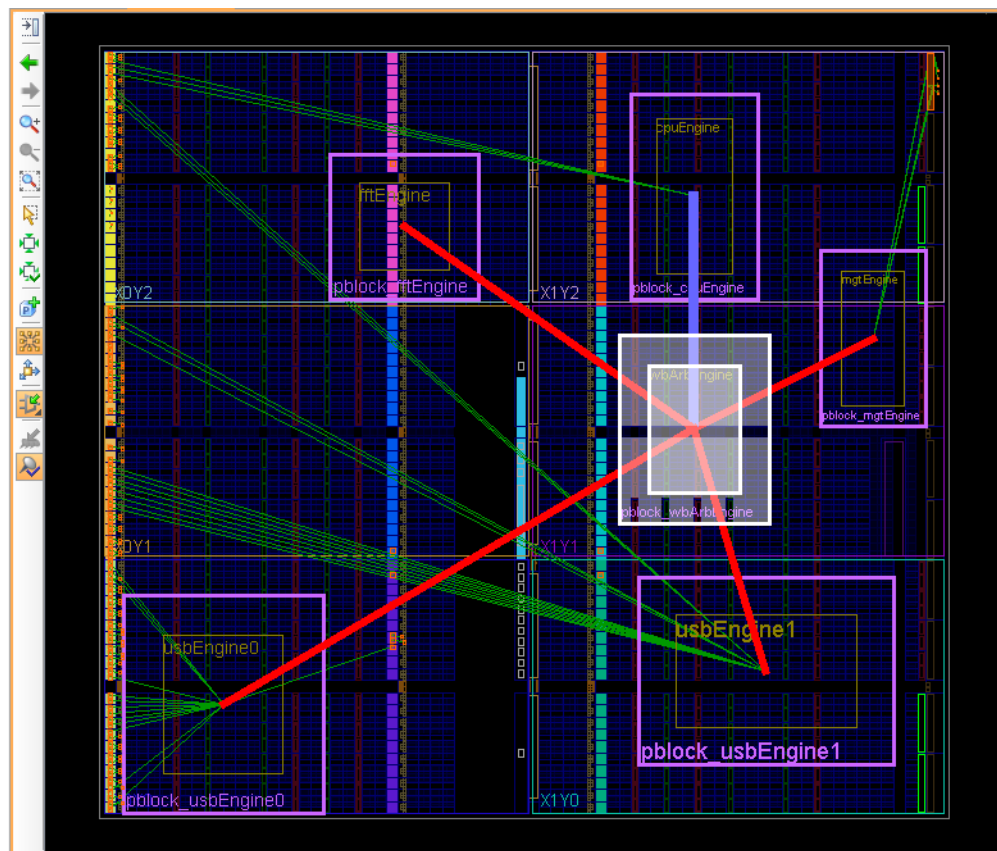 cpuEngine
fftEngine
mgtEngine
pblock_fftEngine
pblock_cpuEngine
X0Y2
X1Y2
wbArbEngine
pblock_mgtEngine
pblock_wbArbEngine
X0Y1
X1Y1
usbEngine1
usbEngine0
pblock_usbEngine1
pblock_usbEngine0
X1Y0